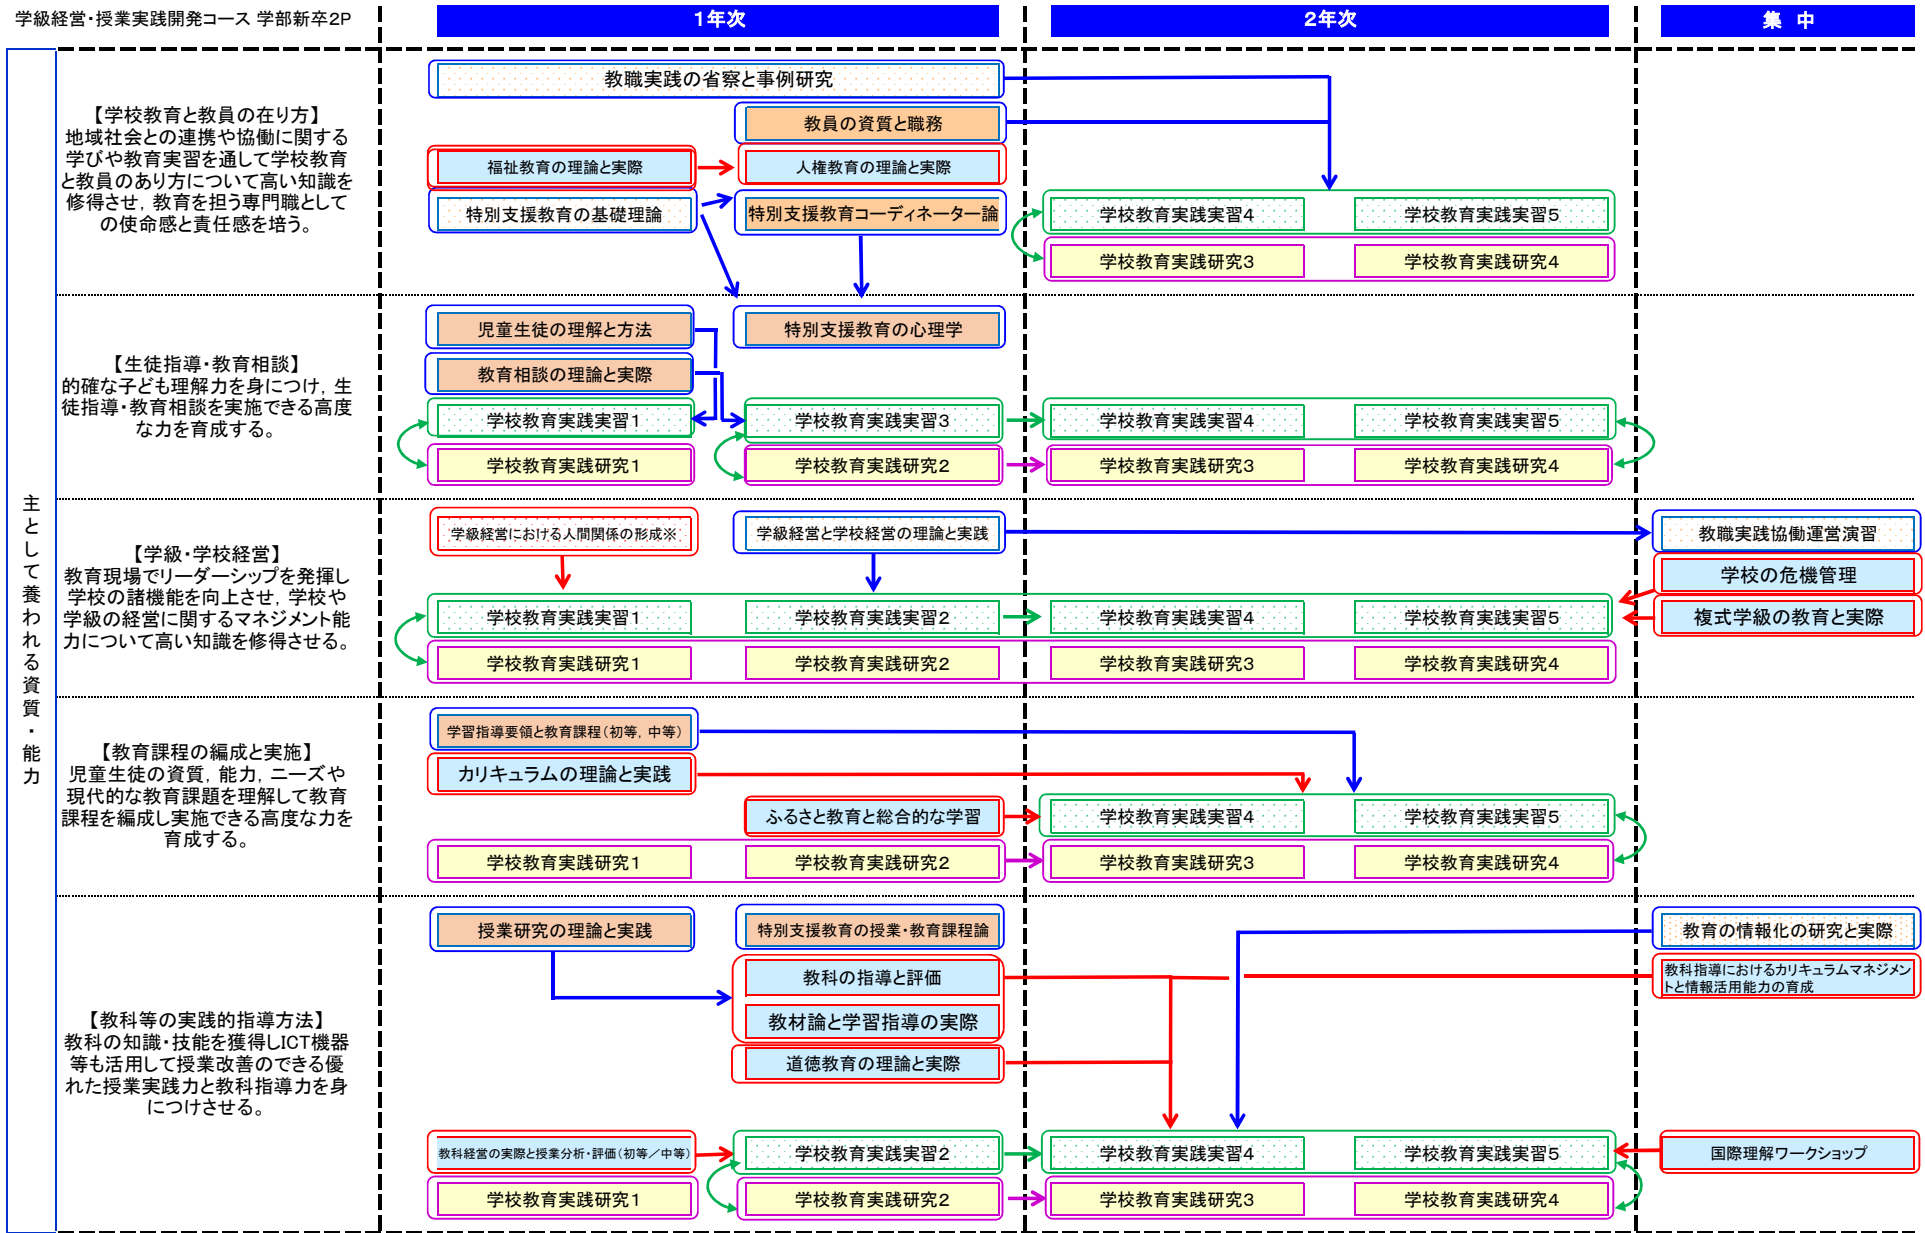 学級経営・授業実践開発コース 学部新卒2P
1年次
2年次
集 中
主として養われる資質・能力
【学校教育と教員の在り方】
地域社会との連携や協働に関する
学びや教育実習を通して学校教育
と教員のあり方について高い知識を
修得させ，教育を担う専門職として
の使命感と責任感を培う。
教職実践の省察と事例研究
教員の資質と職務
福祉教育の理論と実際
人権教育の理論と実際
特別支援教育の基礎理論
特別支援教育コーディネーター論
学校教育実践実習4
学校教育実践実習5
学校教育実践研究3
学校教育実践研究4
【生徒指導・教育相談】
的確な子ども理解力を身につけ，生
徒指導・教育相談を実施できる高度
な力を育成する。
児童生徒の理解と方法
特別支援教育の心理学
教育相談の理論と実際
学校教育実践実習1
学校教育実践実習3
学校教育実践実習4
学校教育実践実習5
学校教育実践研究1
学校教育実践研究2
学校教育実践研究3
学校教育実践研究4
【学級・学校経営】
教育現場でリーダーシップを発揮し
学校の諸機能を向上させ，学校や
学級の経営に関するマネジメント能
力について高い知識を修得させる。
学級経営における人間関係の形成※
学級経営と学校経営の理論と実践
教職実践協働運営演習
学校の危機管理
学校教育実践実習1
学校教育実践実習2
学校教育実践実習4
学校教育実践実習5
複式学級の教育と実際
学校教育実践研究1
学校教育実践研究2
学校教育実践研究3
学校教育実践研究4
【教育課程の編成と実施】
児童生徒の資質，能力，ニーズや
現代的な教育課題を理解して教育
課程を編成し実施できる高度な力を
育成する。
学習指導要領と教育課程（初等，中等）
カリキュラムの理論と実践
ふるさと教育と総合的な学習
学校教育実践実習4
学校教育実践実習5
学校教育実践研究1
学校教育実践研究2
学校教育実践研究3
学校教育実践研究4
【教科等の実践的指導方法】
教科の知識・技能を獲得しICT機器
等も活用して授業改善のできる優
れた授業実践力と教科指導力を身
につけさせる。
授業研究の理論と実践
特別支援教育の授業・教育課程論
教育の情報化の研究と実際
教科の指導と評価
教科指導におけるカリキュラムマネジメン
トと情報活用能力の育成
教材論と学習指導の実際
道徳教育の理論と実際
教科経営の実際と授業分析・評価（初等／中等）
学校教育実践実習2
学校教育実践実習4
学校教育実践実習5
国際理解ワークショップ
学校教育実践研究1
学校教育実践研究2
学校教育実践研究3
学校教育実践研究4